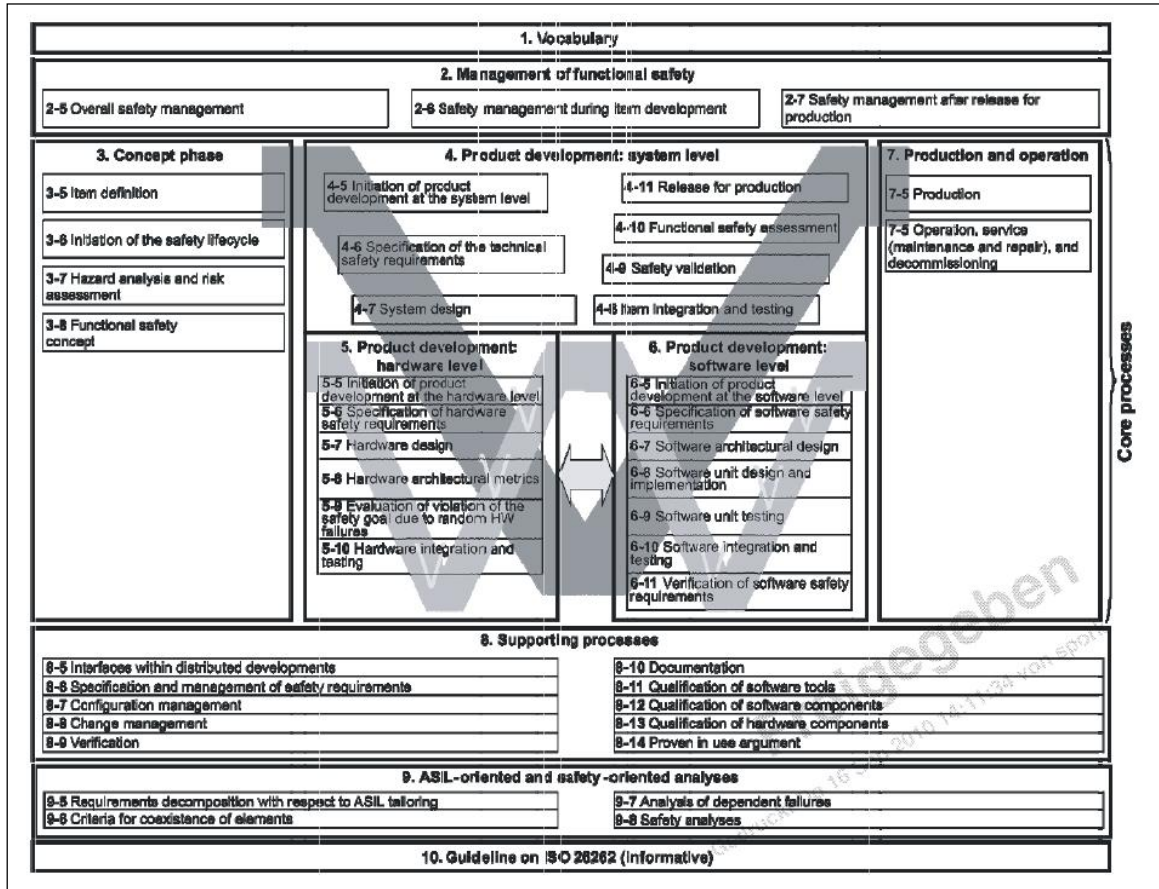 1. Vocabulary
2. Management of functional safety
2-5 Overall safety management
2-6 Safety management during item development
2-7 Safety management after release for
production
3. Concept phase
3-5 Item definition
3-6 Initiation of the safety lifecycle
3-7 Hazard analysis and risk
assessment
3-8 Functional safety
concept
4. Product development: system level
4-5 Initiation of product
development at the system level
4-6 Specification of the technical
safety requirements
4-7 System design
4-11 Release for production
4-10 Functional safety assessment
4-9 Safety validation
4-8 Item integration and testing
7. Production and operation
7-5 Production
7-5 Operation, service
(maintenance and repair), and
decommissioning
5. Product development:
hardware level
5-5 Initiation of product
development at the hardware level
5-6 Specification of hardware
safety requirements
5-7 Hardware design
5-8 Hardware architectural metrics
5-9 Evaluation of violation of the
safety goal due to random HW
failures
5-10 Hardware integration and
testing
6. Product development:
software level
6-5 Initiation of product
development at the software level
6-6 Specification of software safety
requirements
6-7 Software architectural design
6-8 Software unit design and
implementation
6-9 Software unit testing
6-10 Software integration and
testing
6-11 Verification of software safety
requirements
Core processes
8. Supporting processes
8-5 Interfaces within distributed developments
8-6 Specification and management of safety requirements
8-7 Configuration management
8-8 Change management
8-9 Verification
8-10 Documentation
8-11 Qualification of software tools
8-12 Qualification of software components
8-13 Qualification of hardware components
8-14 Proven in use argument
9. ASIL-oriented and safety-oriented analyses
9-5 Requirements decomposition with respect to ASIL tailoring
9-6 Criteria for coexistence of elements
9-7 Analysis of dependent failures
9-8 Safety analyses
10. Guideline on ISO 26262 (informative)
16 Sep 2010 14:11:34 von